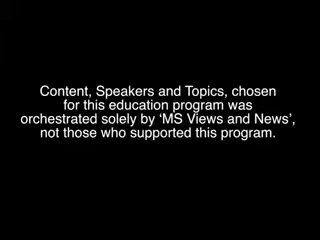 Content, Speakers and Topics, chosen
for this education program was
orchestrated solely by ‘MS Views and News’,
not those who supported this program.